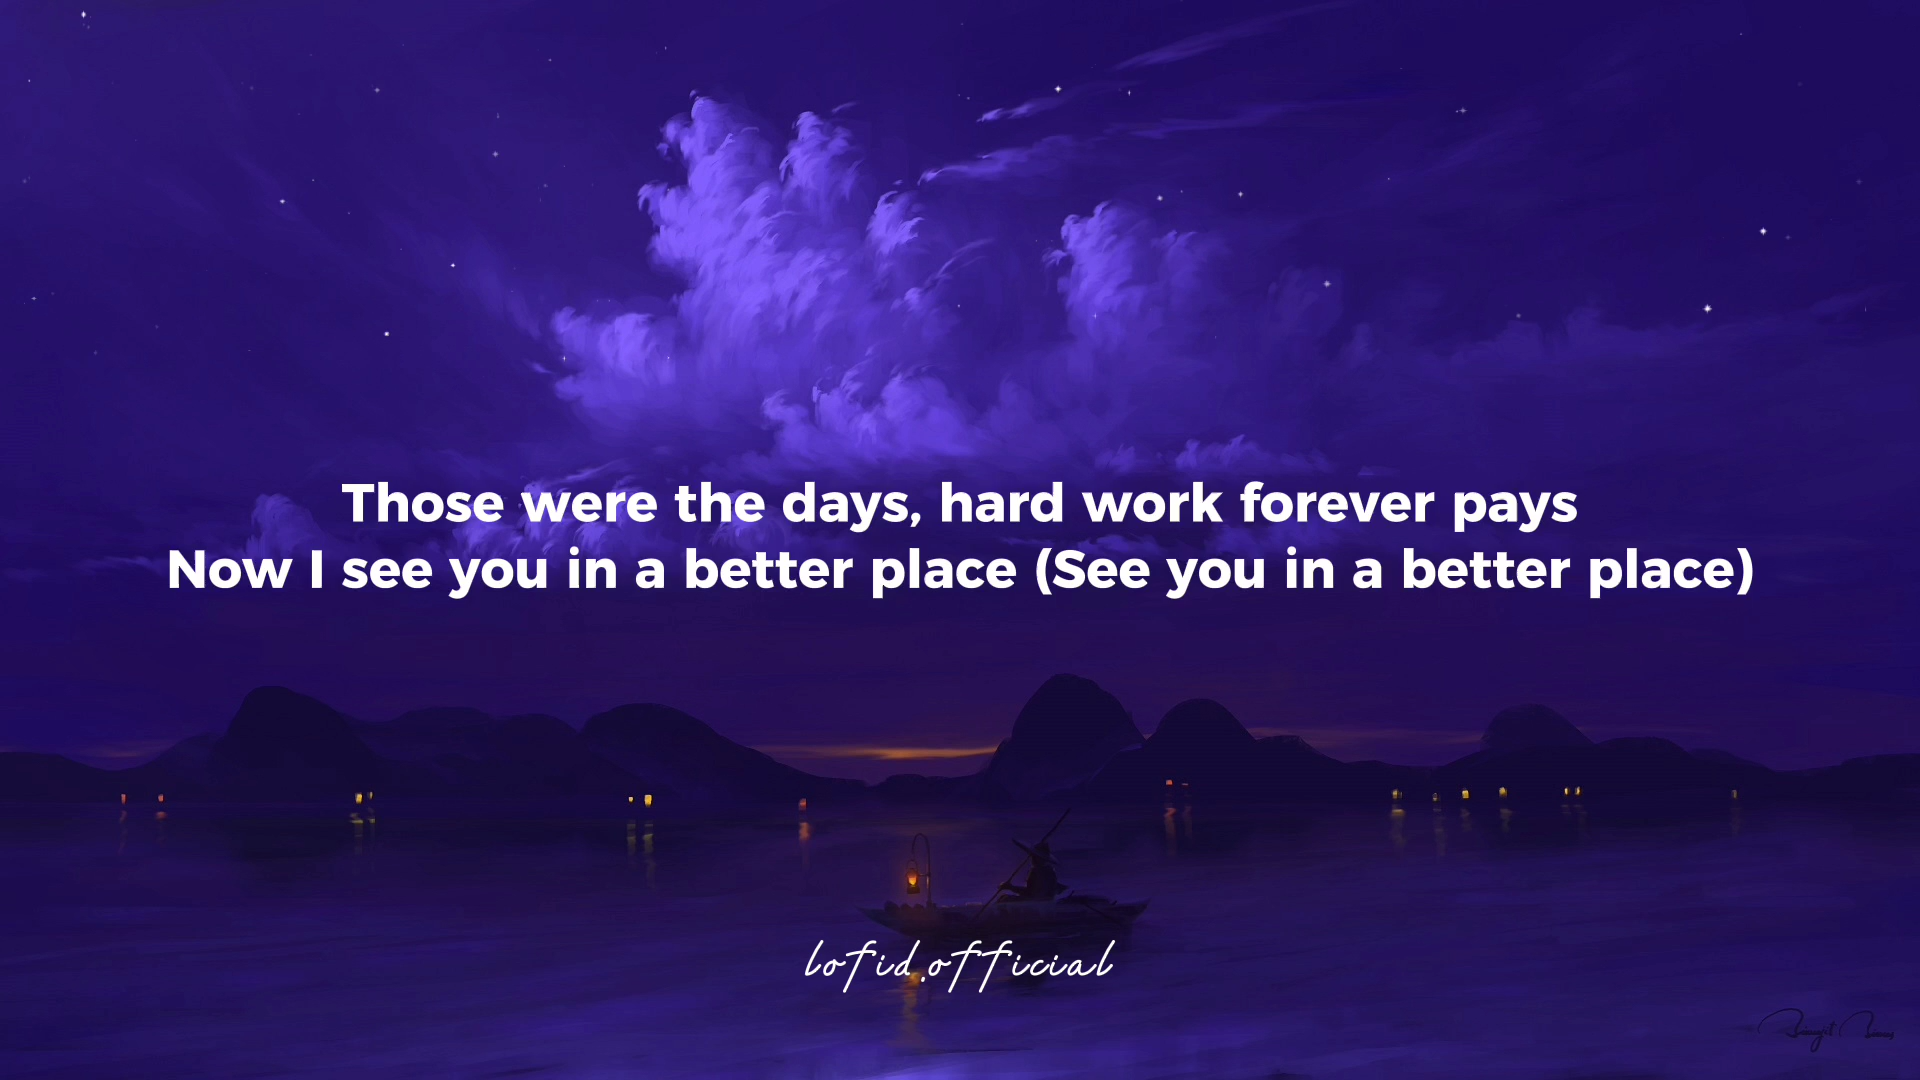 Those were the days, hard work forever pays
Now I see you in a better place (See you in a better place)
lofid.official